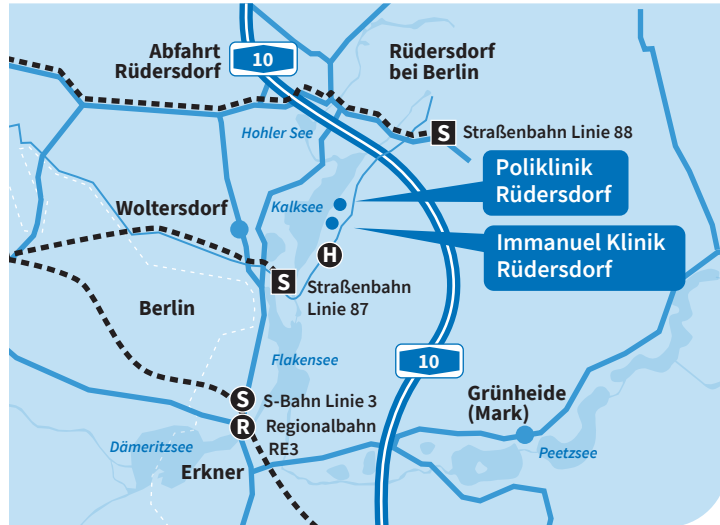 Abfahrt
Rüdersdorf
10
Rüdersdorf
bei Berlin
Hohler See
S
Straßenbahn Linie 88
Poliklinik
Rüdersdorf
Kalksee
Woltersdorf
Immanuel Klinik
Rüdersdorf
H
S
Straßenbahn
Linie 87
Berlin
Flakensee
10
Grünheide
(Mark)
S
S-Bahn Linie 3
R
Regionalbahn
RE3
Dämeritzsee
Erkner
Peetzsee